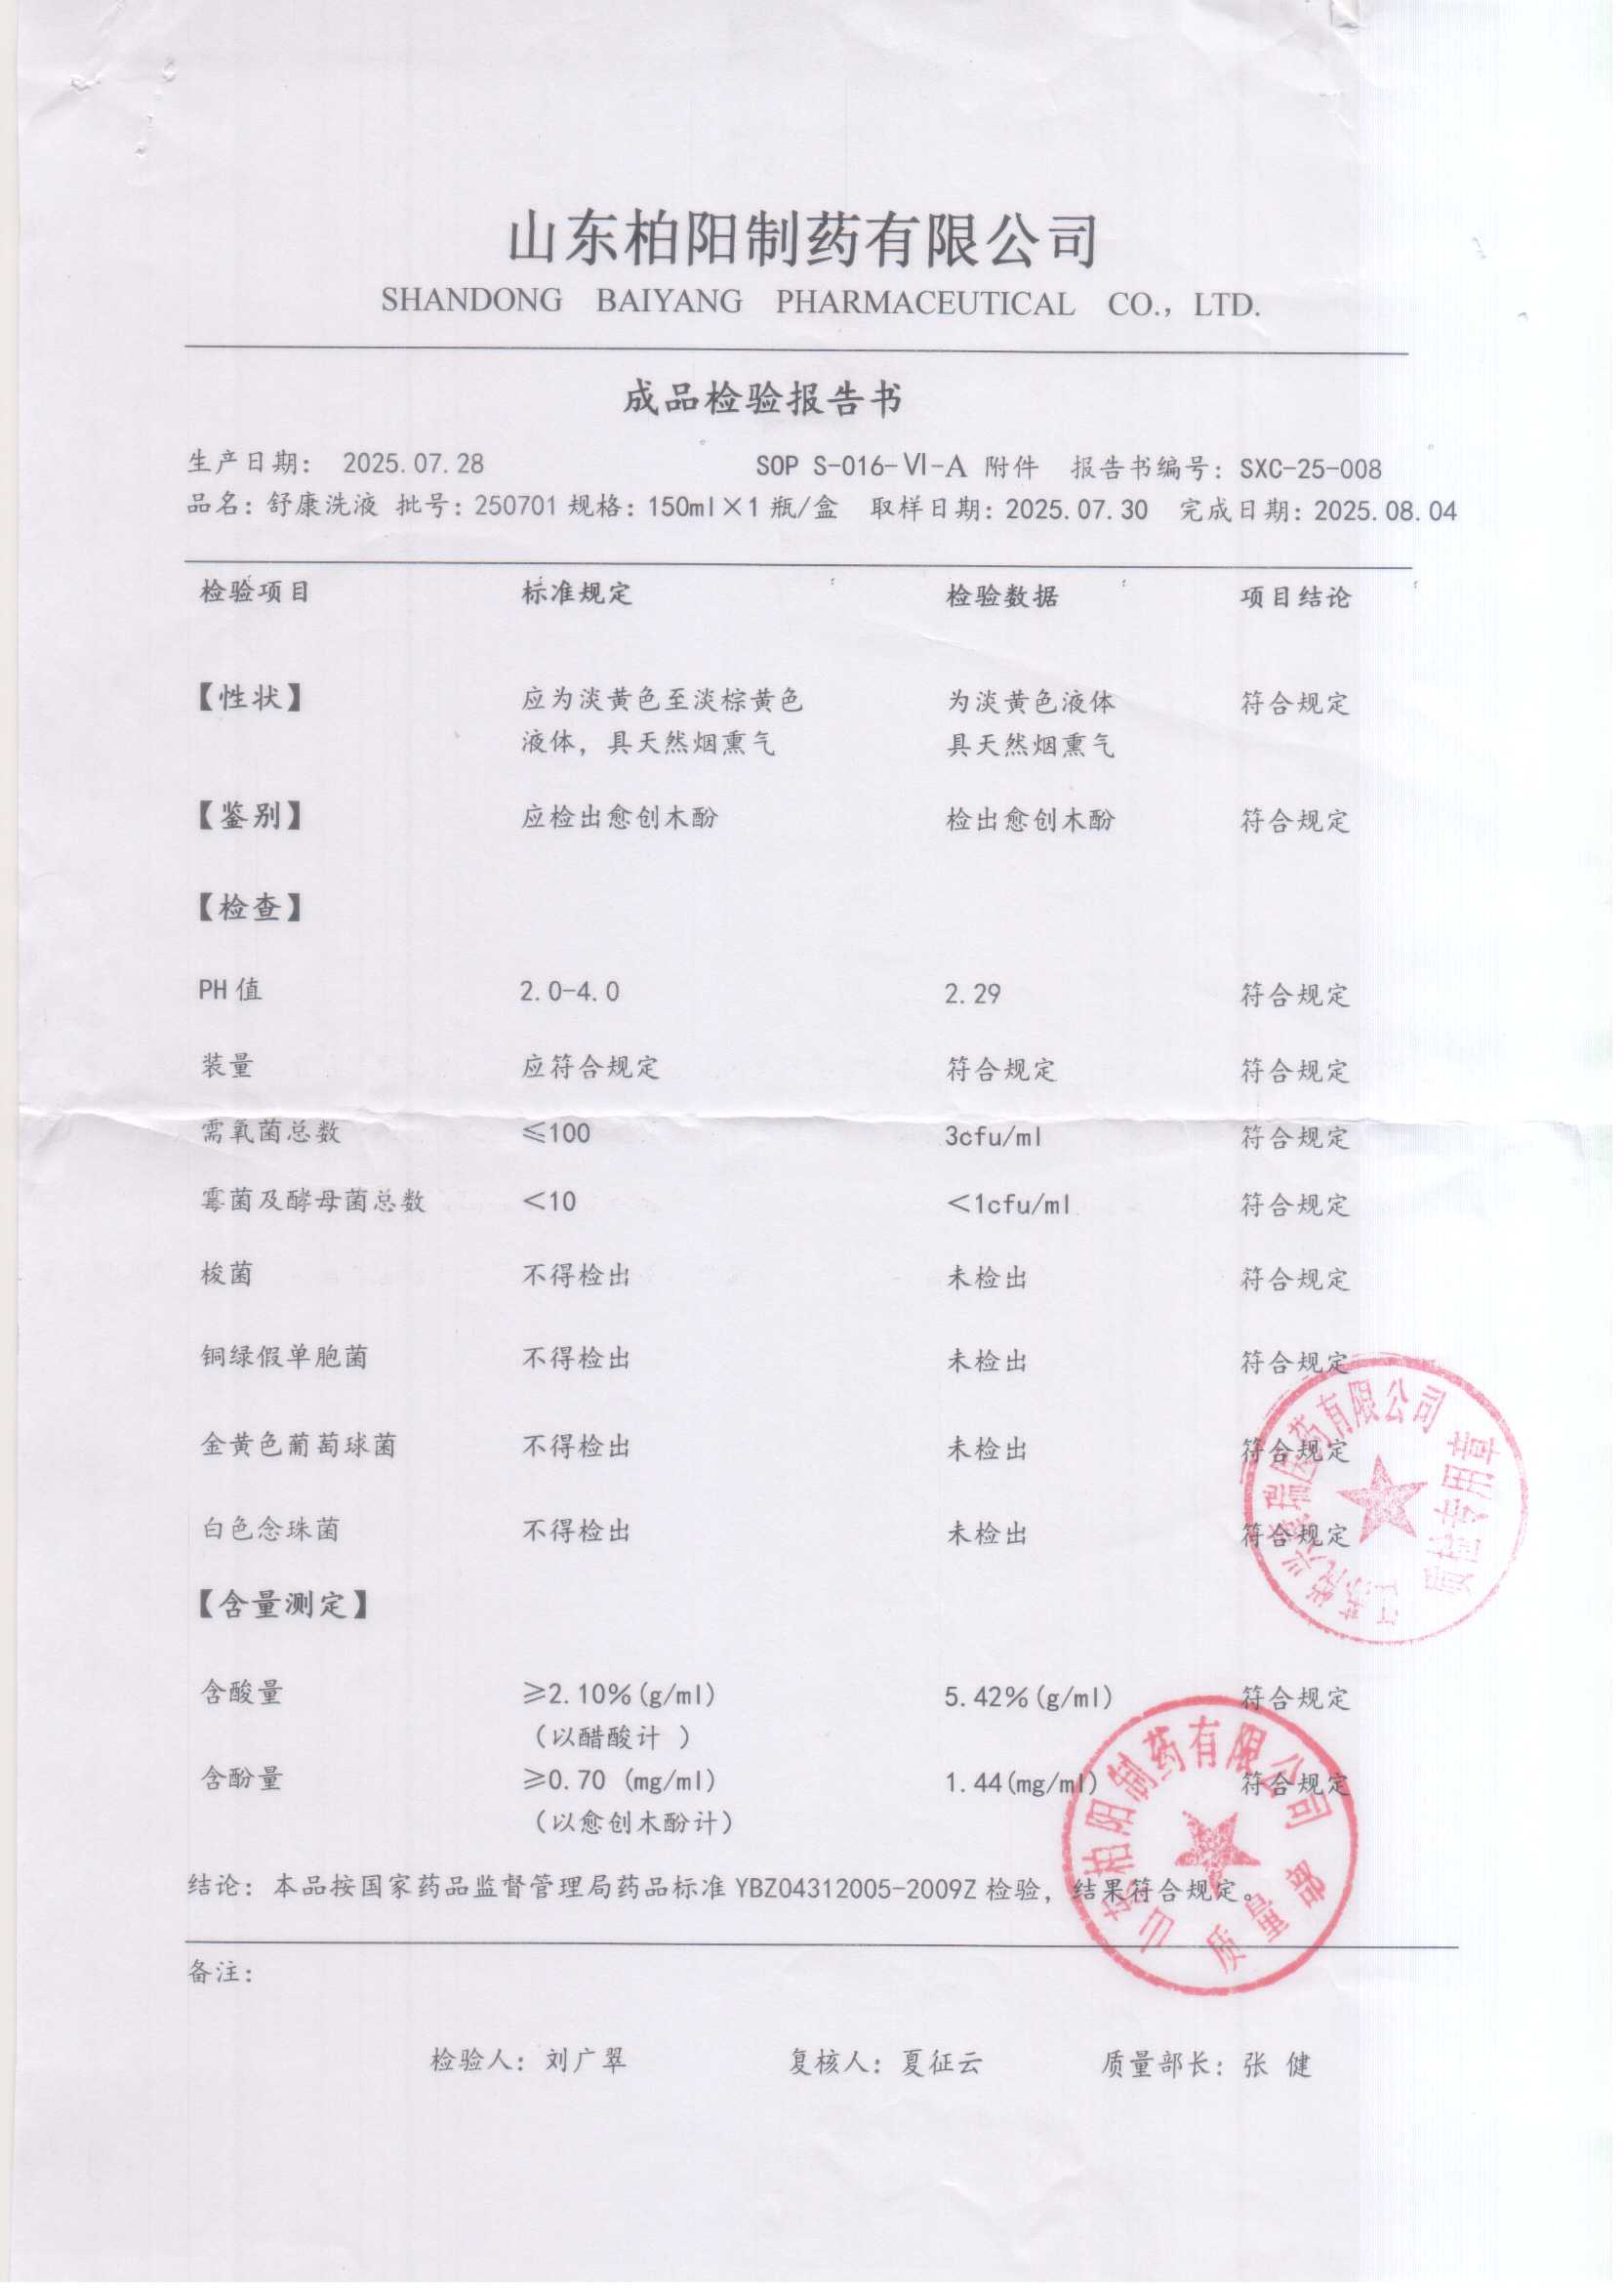 山东柏阳制药有限公司
SHANDONG BAIYANG PHARMACEUTICAL CO., LTD.
成品检验报告书
生产日期： 2025.07.28 SOP S-016-Ⅵ-A 附件 报告书编号：SXC-25-008
品名：舒康洗液 批号：250701 规格：150ml×1 瓶/盒 取样日期：2025.07.30 完成日期：2025.08.04
检验项目 标准规定 检验数据 项目结论
【性状】 应为淡黄色至淡棕黄色 为淡黄色液体 符合规定
液体，具天然烟熏气 具天然烟熏气
【鉴别】 应检出愈创木酚 检出愈创木酚 符合规定
【检查】
PH 值 2.0-4.0 2.29 符合规定
装量 应符合规定 符合规定 符合规定
需氧菌总数 ≤100 3cfu/ml 符合规定
霉菌及酵母菌总数 <10 <1cfu/ml 符合规定
梭菌 不得检出 未检出 符合规定
铜绿假单胞菌 不得检出 未检出 符合规定
金黄色葡萄球菌 不得检出 未检出 符合规定
白色念珠菌 不得检出 未检出 符合规定
质检专用章
【含量测定】
含酸量 ≥2.10%(g/ml) 5.42%(g/ml) 符合规定
（以醋酸计 ）
含酚量 ≥0.70 (mg/ml) 1.44(mg/ml) 符合规定
（以愈创木酚计）
山东柏阳制药有限公司
质量部
结论：本品按国家药品监督管理局药品标准 YBZ04312005-2009Z 检验，结果符合规定。
备注：
检验人：刘广翠 复核人：夏征云 质量部长：张 健